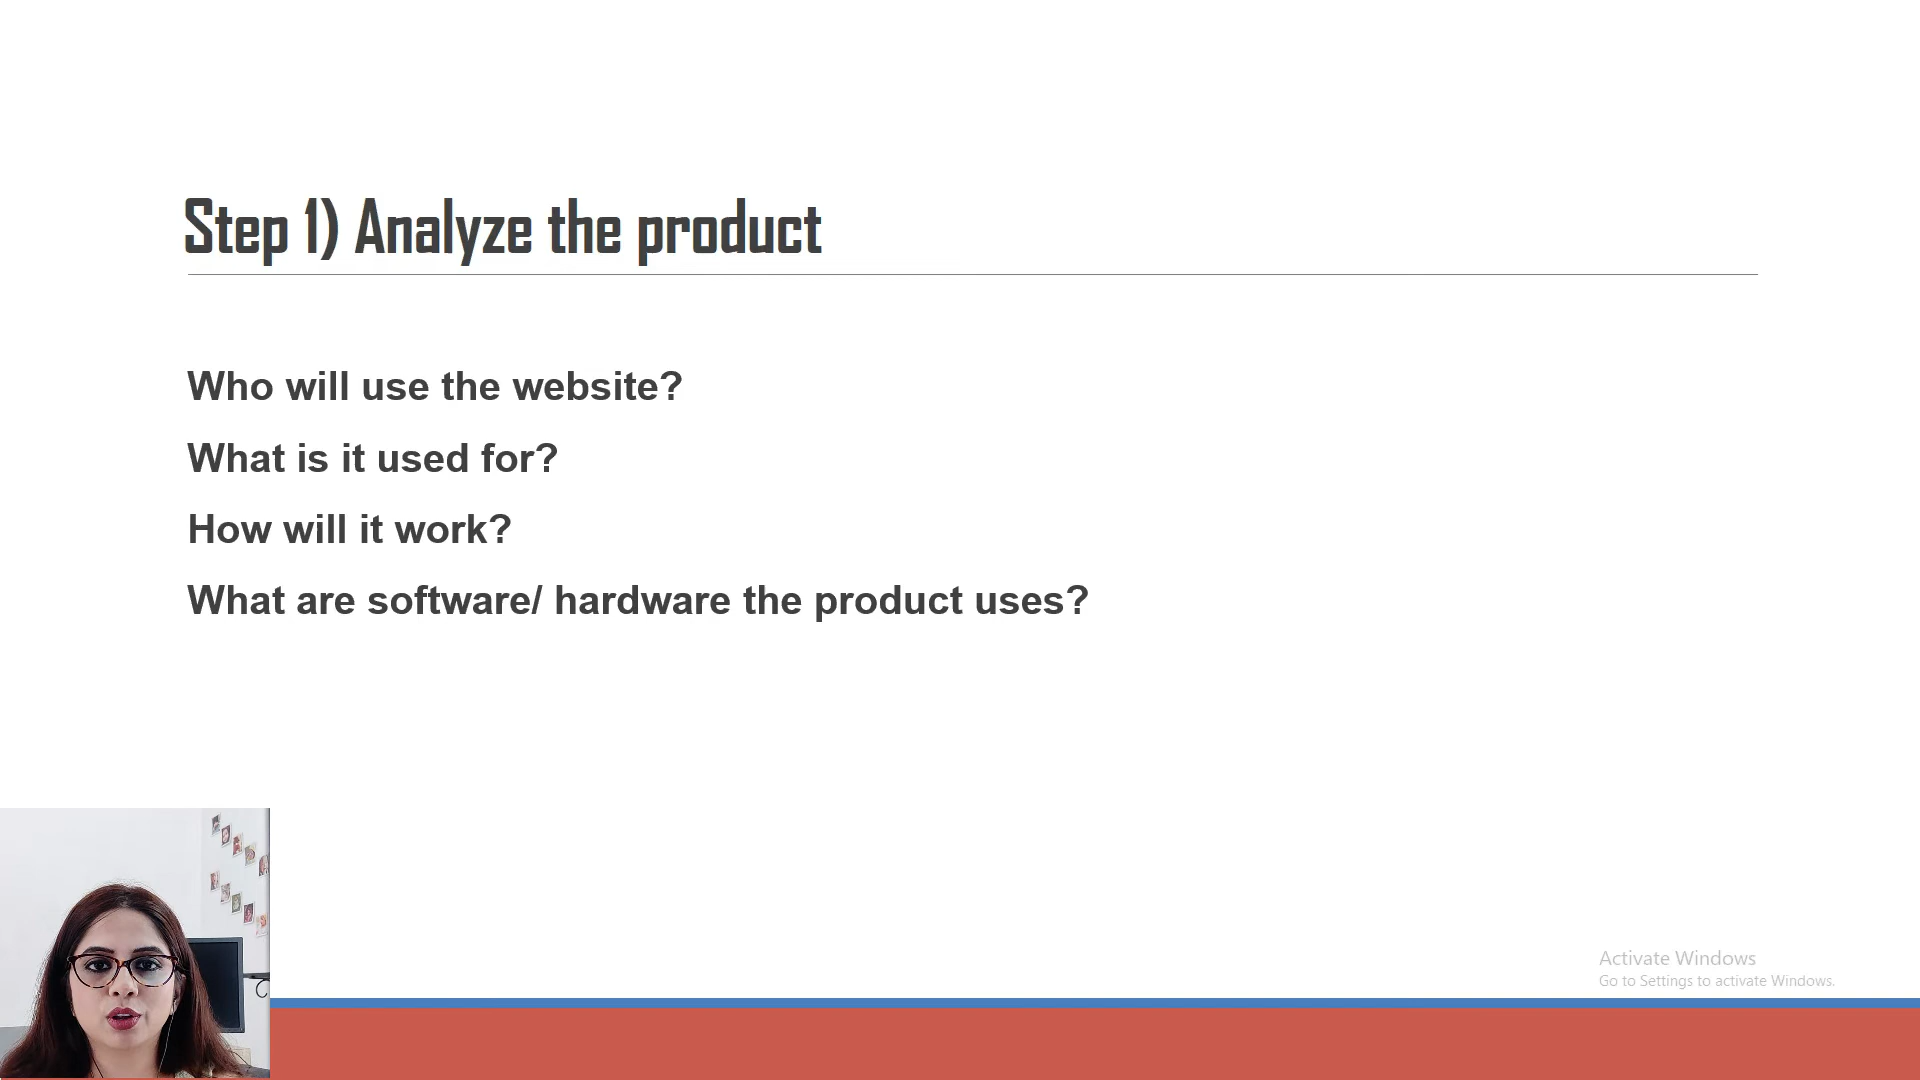 Step 1) Analyze the product
Who will use the website?
What is it used for?
How will it work?
What are software/ hardware the product uses?
Activate Windows
Go to Settings to activate Windows.